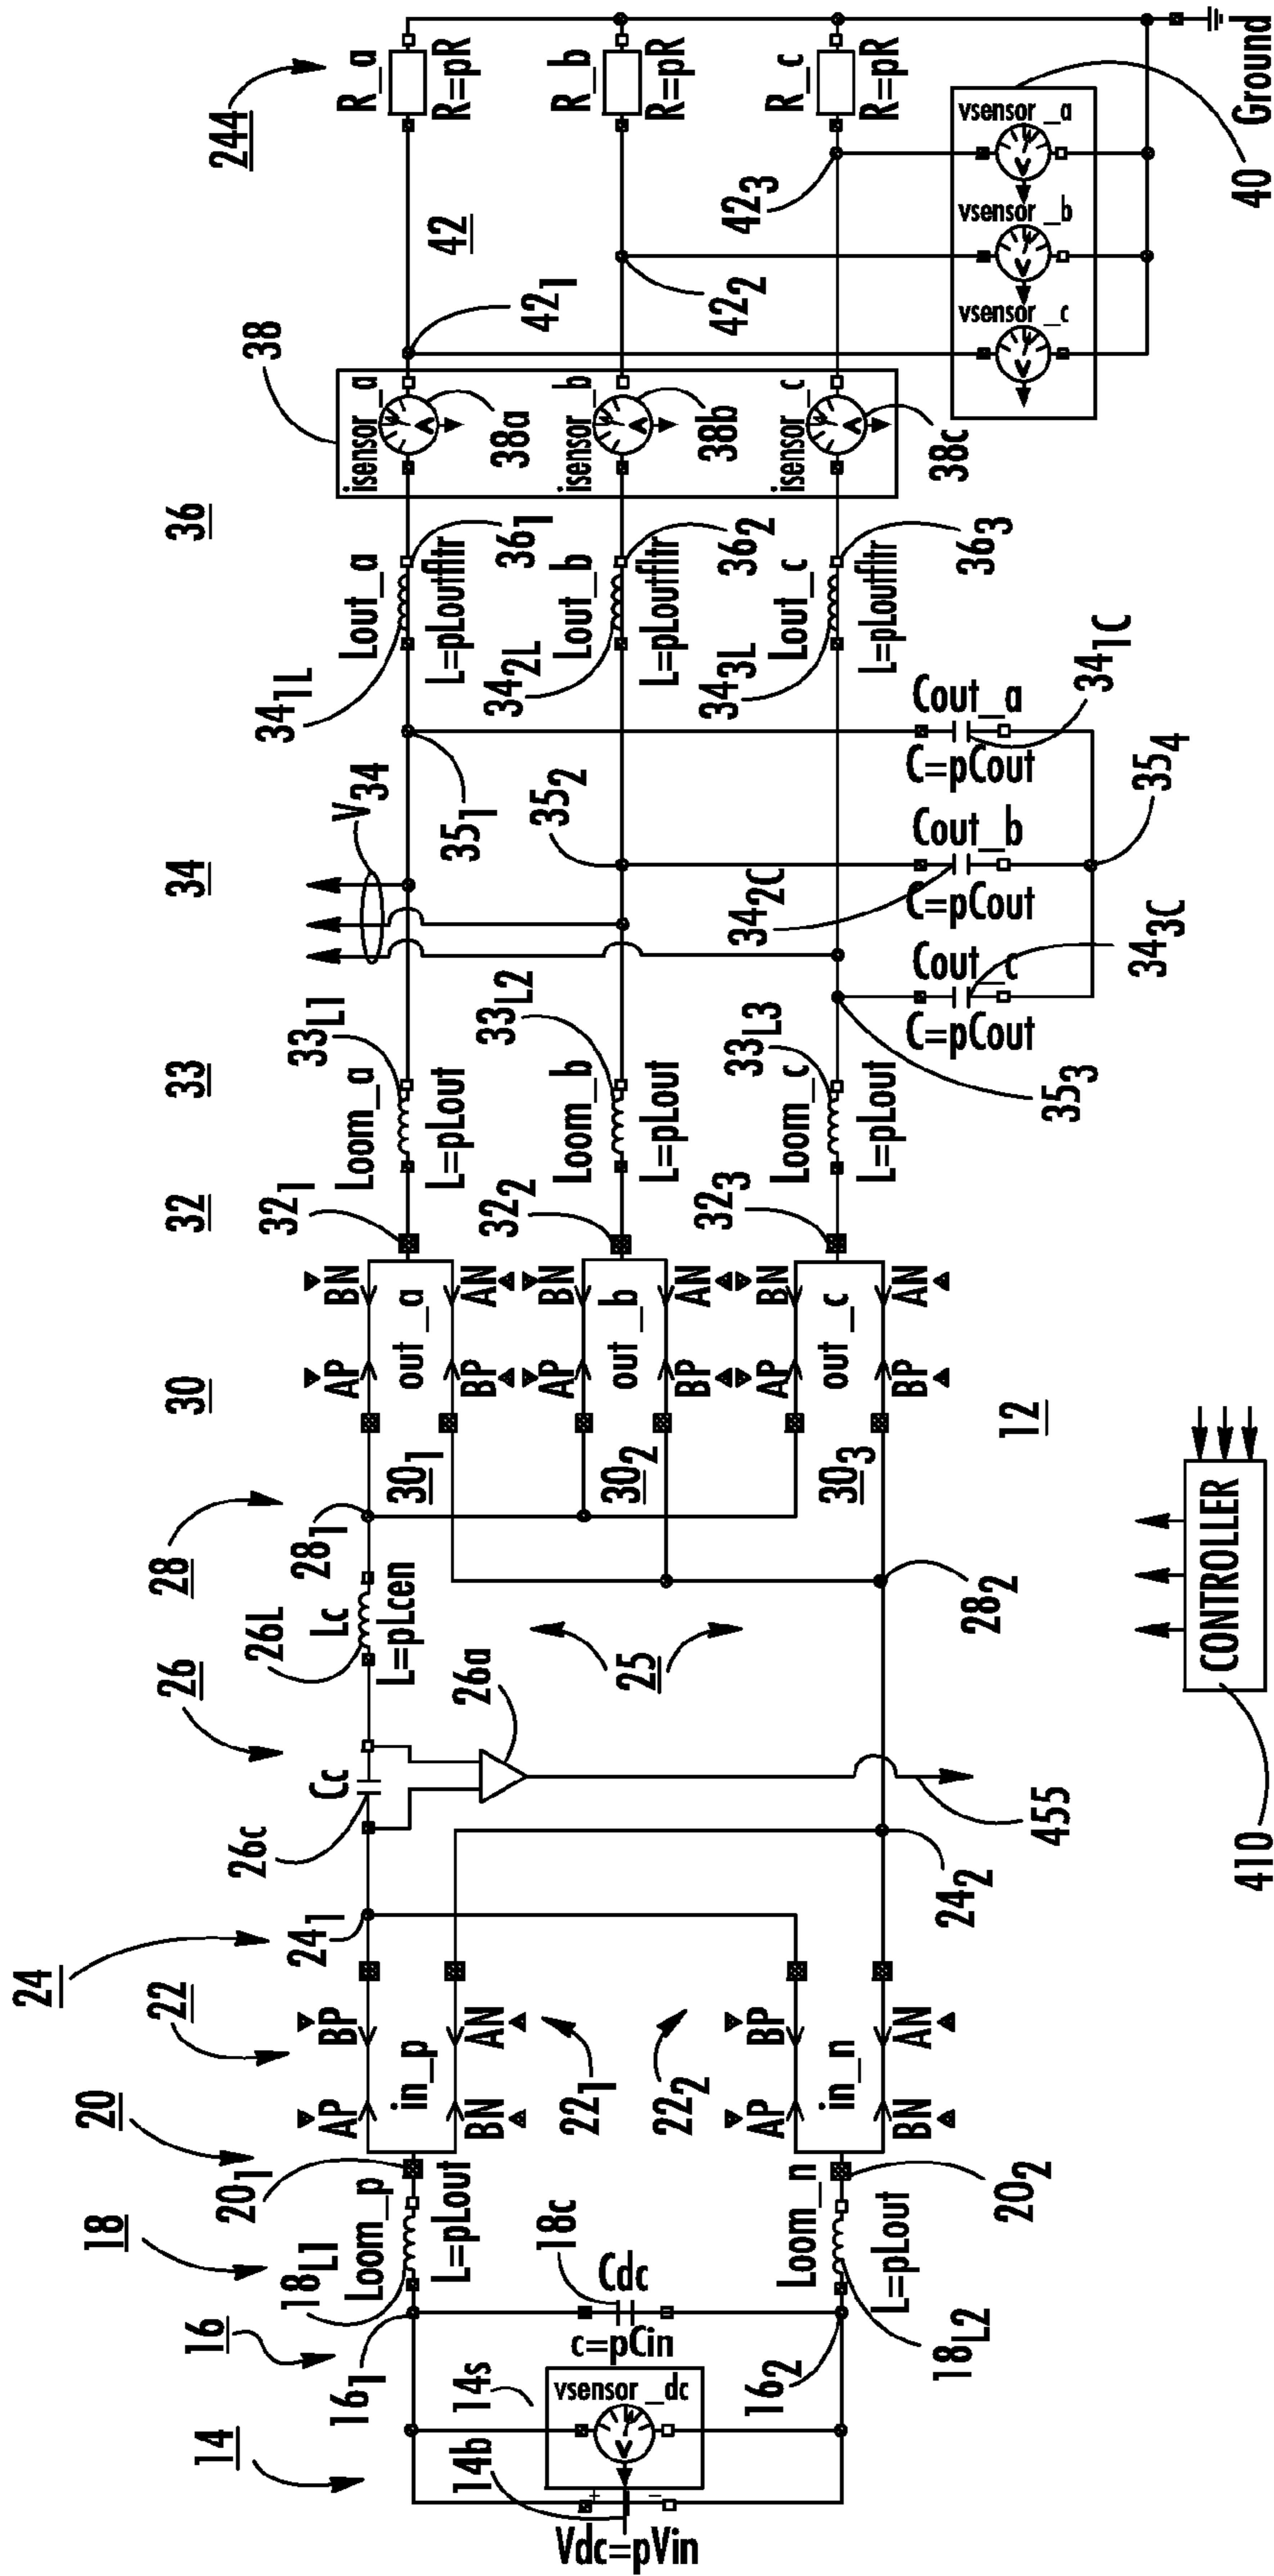 14
16
18
20
22
24
26
28
30
32
33
34
36
38
42
244
14b
14s
vsensor_dc
V
+
-
Vdc=pVin
16₁
16₂
18c
Cdc
c=pCin
18L1
Loom_p
L=pLout
Loom_n
L=pLout
18L2
20₁
20₂
AP
BP
in_p
BN
AN
22₁
22₂
AP
BP
in_n
BN
AN
24₁
24₂
26c
Cc
26a
455
26L
Lc
L=pLcen
25
28₁
28₂
30₁
AP
BN
out_a
BP
AN
30₂
AP
BN
out_b
BP
AN
30₃
AP
BN
out_c
BP
AN
12
32₁
32₂
32₃
33L1
Loom_a
L=pLout
33L2
Loom_b
L=pLout
33L3
Loom_c
L=pLout
V34
35₁
35₂
35₃
35₄
Cout_c
C=pCout
34₃C
Cout_b
C=pCout
34₂C
Cout_a
C=pCout
34₁C
34₁L
Lout_a
L=pLoutfltr
36₁
34₂L
Lout_b
L=pLoutfltr
36₂
34₃L
Lout_c
L=pLoutfltr
36₃
isensor_a
A
38a
isensor_b
A
38b
isensor_c
A
38c
42₁
42₂
42₃
vsensor_c
V
vsensor_b
V
vsensor_a
V
40
R_a
R=pR
R_b
R=pR
R_c
R=pR
Ground
CONTROLLER
410